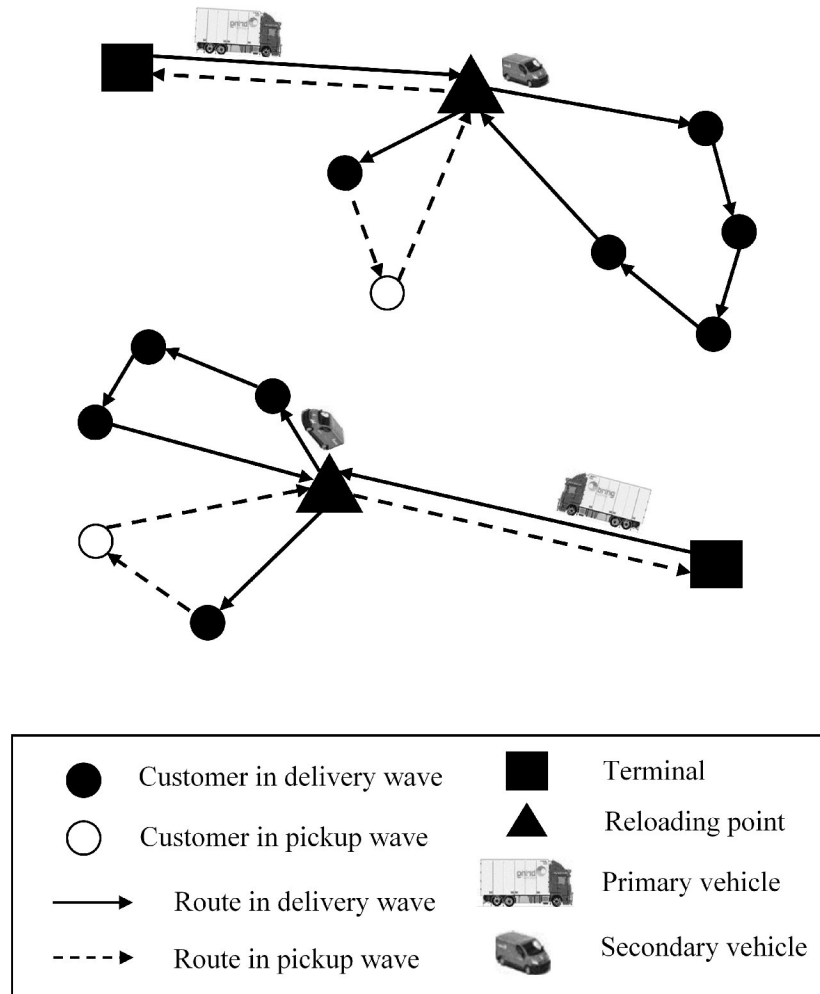 Customer in delivery wave
Terminal
Customer in pickup wave
Reloading point
Route in delivery wave
Primary vehicle
Route in pickup wave
Secondary vehicle
bring